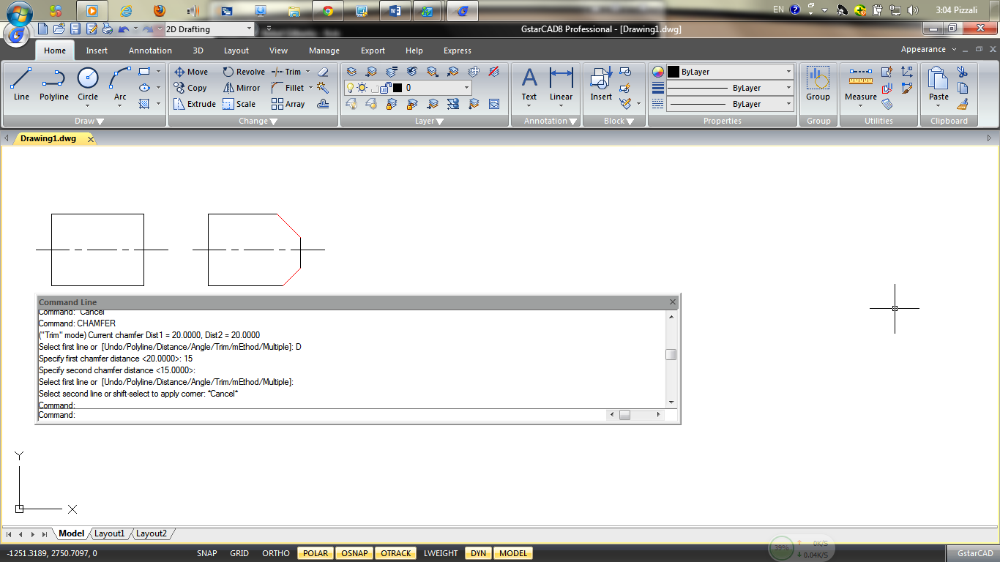 EN
3:04 Pizzali
2D Drafting
GstarCAD8 Professional - [Drawing1.dwg]
Home Insert Annotation 3D Layout View Manage Export Help Express
Appearance
Line Polyline Circle Arc
Move Revolve Trim
Copy Mirror Fillet
Extrude Scale Array
0
Text Linear
Insert
ByLayer
ByLayer
ByLayer
Group
Measure
Paste
Draw Change Layer Annotation Block Properties Group Utilities Clipboard
Drawing1.dwg
Command Line
Command: *Cancel*
Command: CHAMFER
("Trim" mode) Current chamfer Dist1 = 20.0000, Dist2 = 20.0000
Select first line or [Undo/Polyline/Distance/Angle/Trim/mEthod/Multiple]: D
Specify first chamfer distance <20.0000>: 15
Specify second chamfer distance <15.0000>:
Select first line or [Undo/Polyline/Distance/Angle/Trim/mEthod/Multiple]:
Select second line or shift-select to apply corner: *Cancel*
Command:
Command:
Y
X
Model Layout1 Layout2
-1251.3189, 2750.7097, 0
SNAP GRID ORTHO POLAR OSNAP OTRACK LWEIGHT DYN MODEL
39%
0K/S
0.04K/S
GstarCAD